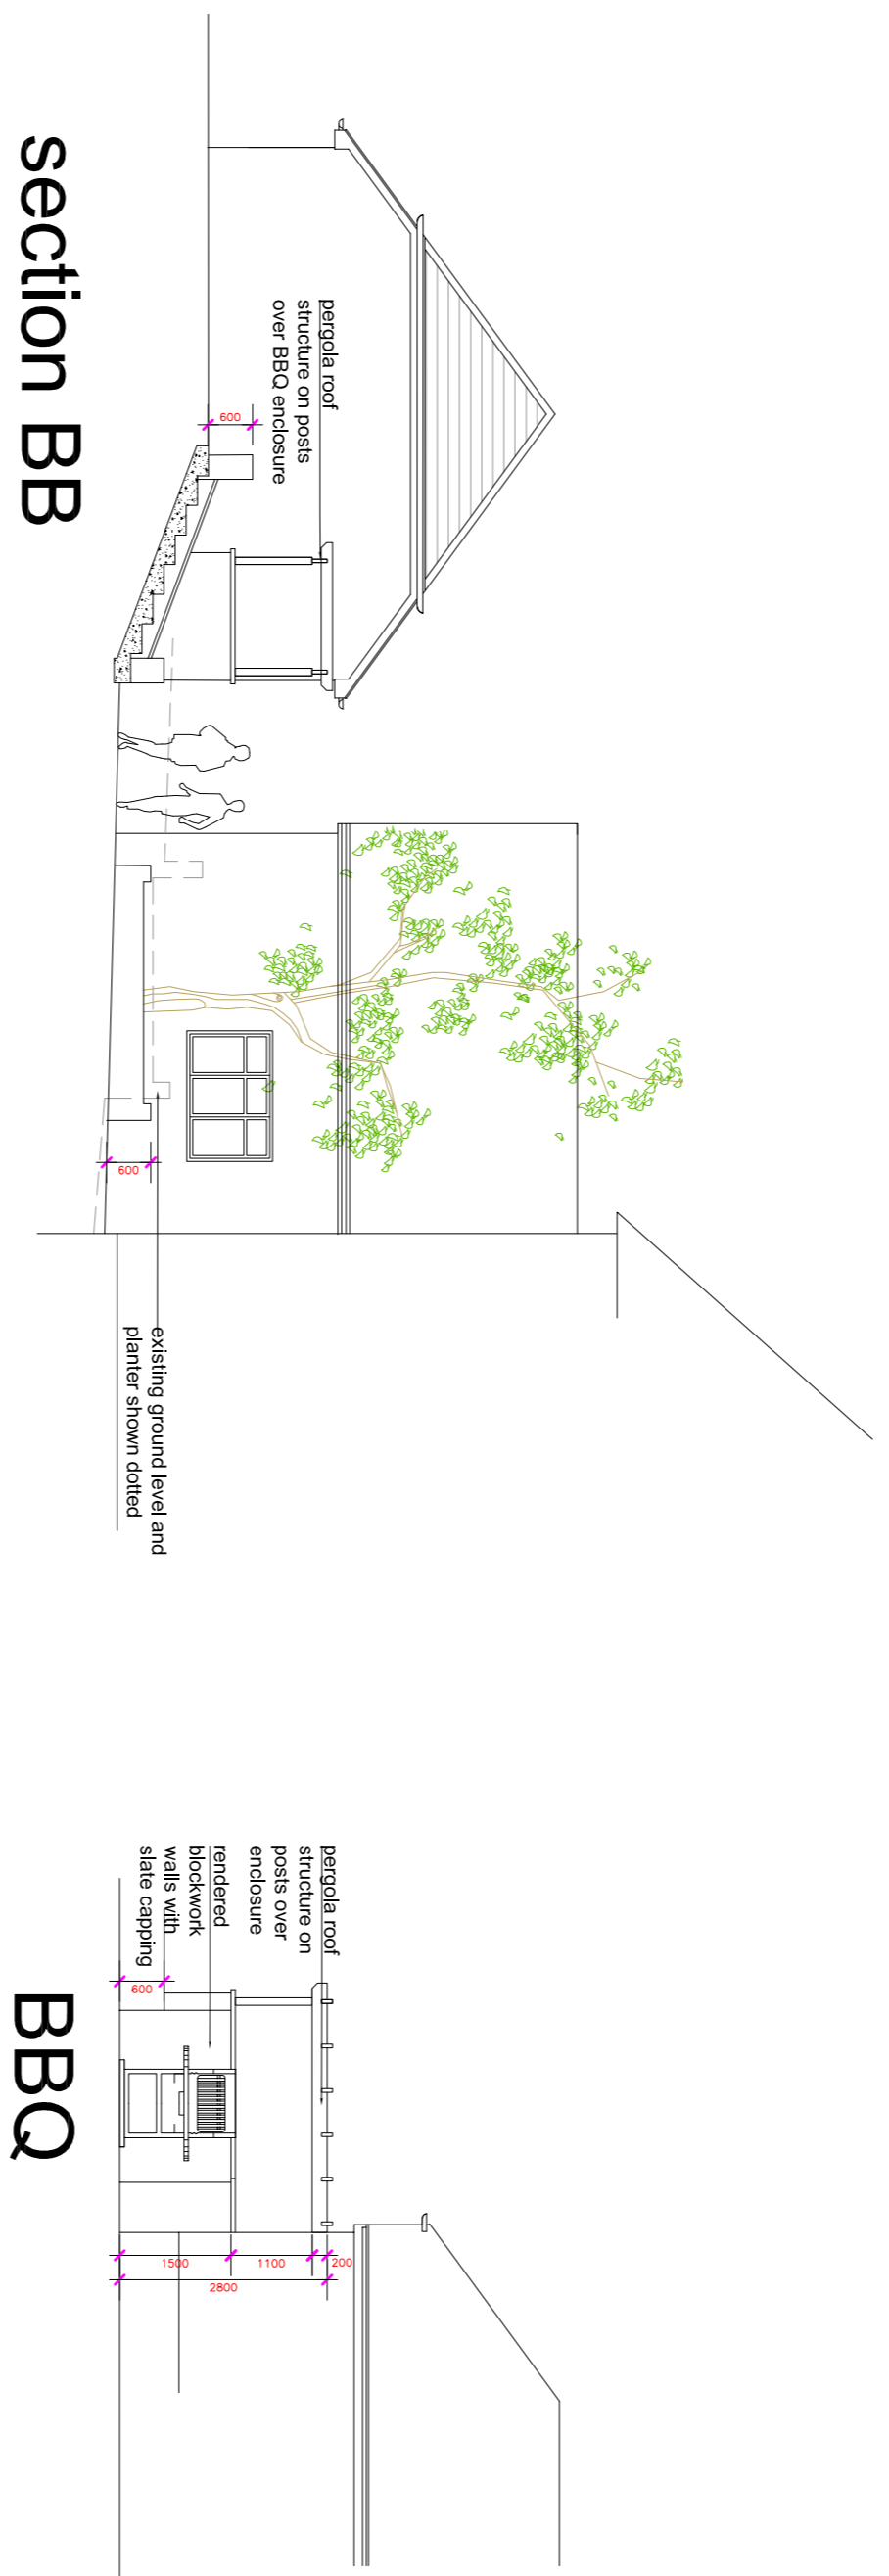 section BB
pergola roof
structure on posts
over BBQ enclosure
600
600
existing ground level and
planter shown dotted
BBQ
pergola roof
structure on
posts over
enclosure
rendered
blockwork
walls with
slate capping
600
1500
1100
200
2800